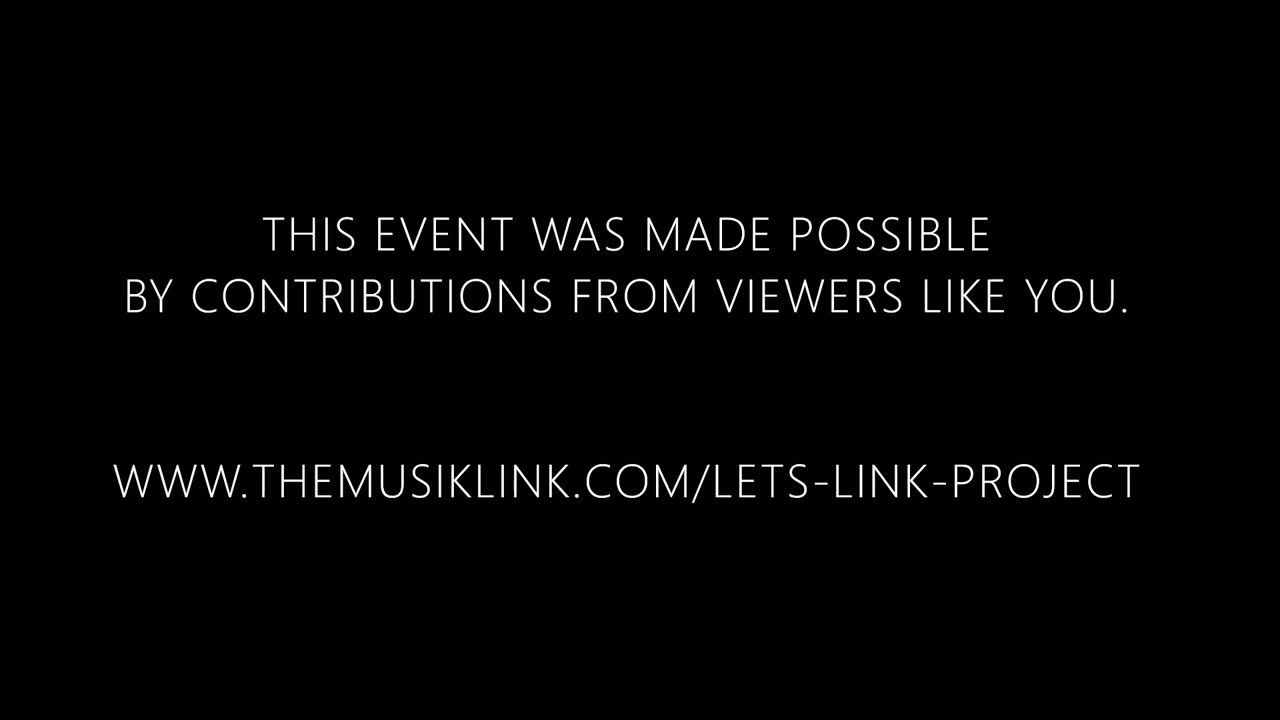 THIS EVENT WAS MADE POSSIBLE
BY CONTRIBUTIONS FROM VIEWERS LIKE YOU.
WWW.THEMUSIKLINK.COM/LETS-LINK-PROJECT